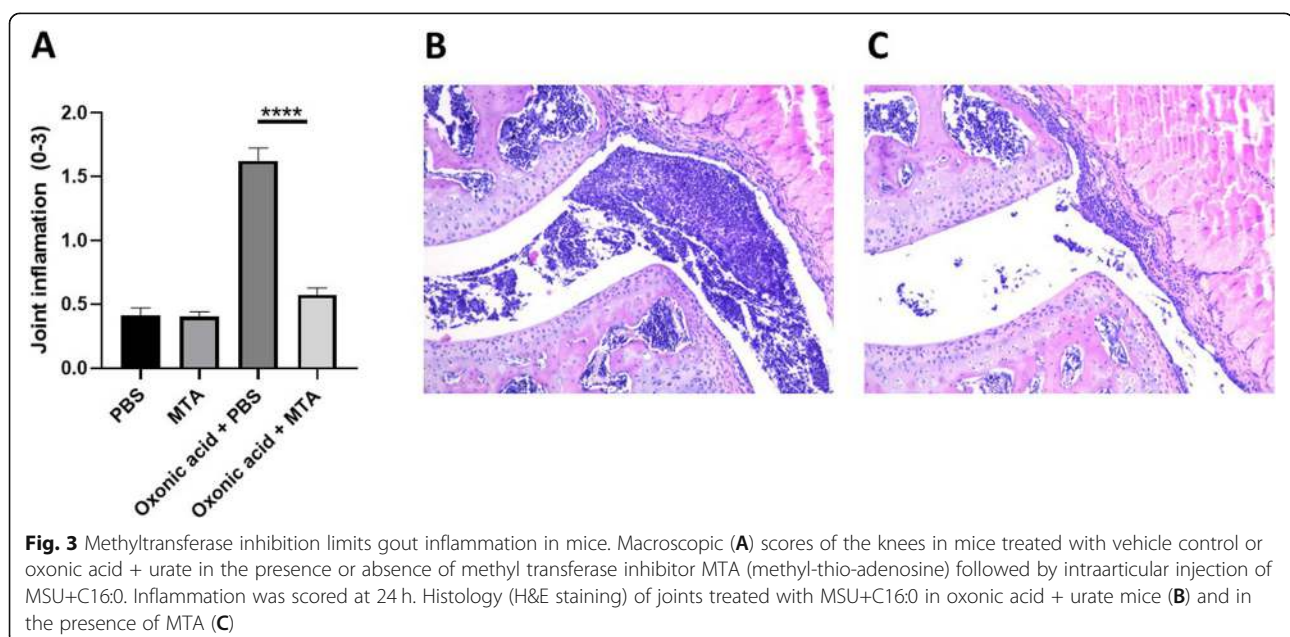 A
B
C
Joint inflamation (0-3)
2.0
1.5
1.0
0.5
0.0
****
PBS
MTA
Oxonic acid + PBS
Oxonic acid + MTA
Fig. 3 Methyltransferase inhibition limits gout inflammation in mice. Macroscopic (A) scores of the knees in mice treated with vehicle control or
oxonic acid + urate in the presence or absence of methyl transferase inhibitor MTA (methyl-thio-adenosine) followed by intraarticular injection of
MSU+C16:0. Inflammation was scored at 24 h. Histology (H&E staining) of joints treated with MSU+C16:0 in oxonic acid + urate mice (B) and in
the presence of MTA (C)